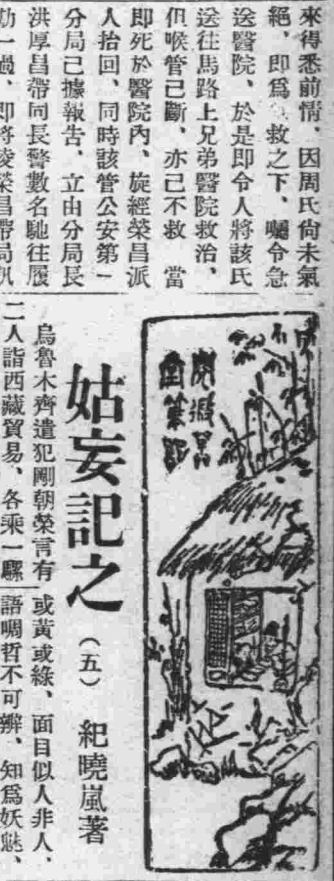 來得悉前情、因周氏尙未氣
絕、即爲救之下、囑令急
送醫院、於是即令人將該氏
送往馬路上兄弟醫院救治、
但喉管已斷、亦已不救 當
即死於醫院內、旋經榮昌派
人抬回、同時該管公安第一
分局已據報告、立由分局長
洪厚昌帶同長警數名馳往履
勘一過、即將凌榮昌帶局訊
閱微草
堂筆記
姑妄記之
（五）
紀曉嵐著
烏魯木齊遣犯剛朝榮言有
二人詣西藏貿易、各乘一騾
或黃或綠、面目似人非人、
語啁哲不可辨、知爲妖魅、